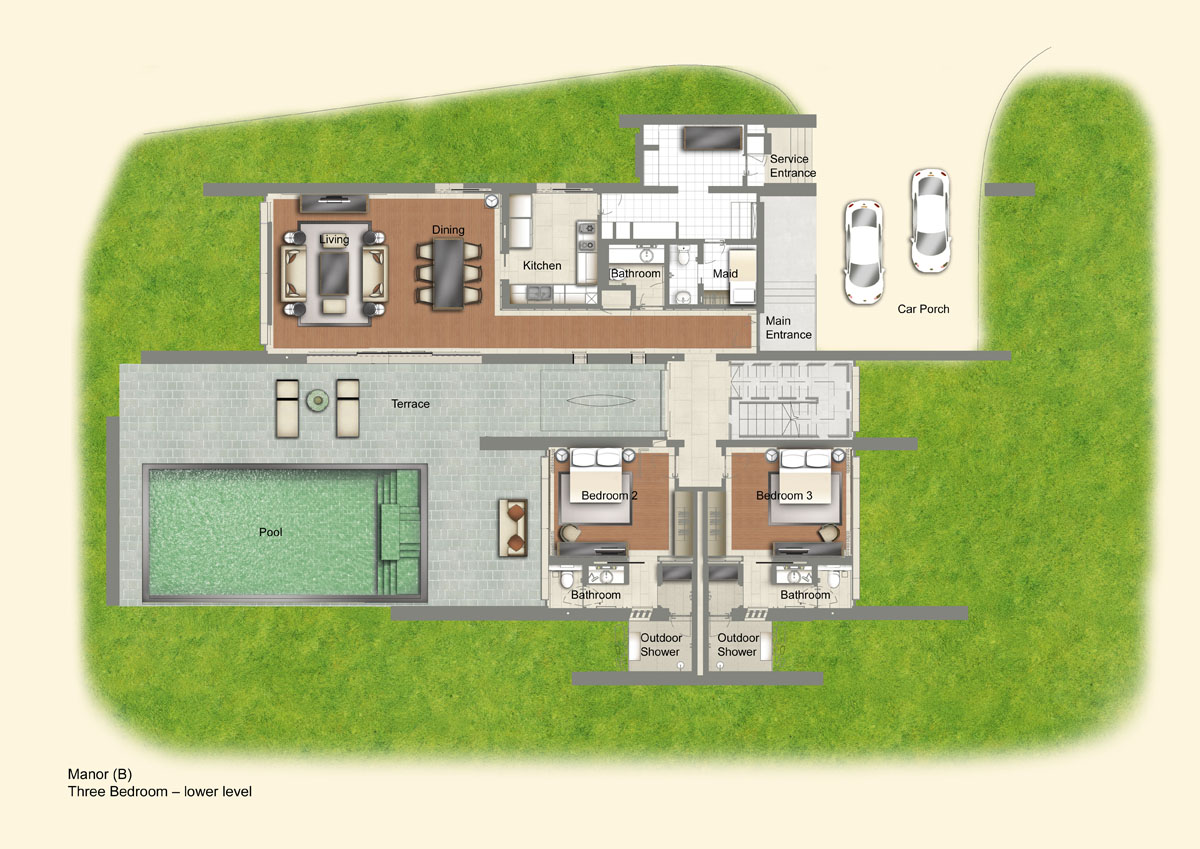 Service
Entrance
Living
Dining
Kitchen
Bathroom
Maid
Car Porch
Main
Entrance
Terrace
Bedroom 2
Bedroom 3
Pool
Bathroom
Bathroom
Outdoor
Shower
Outdoor
Shower
Manor (B)
Three Bedroom – lower level